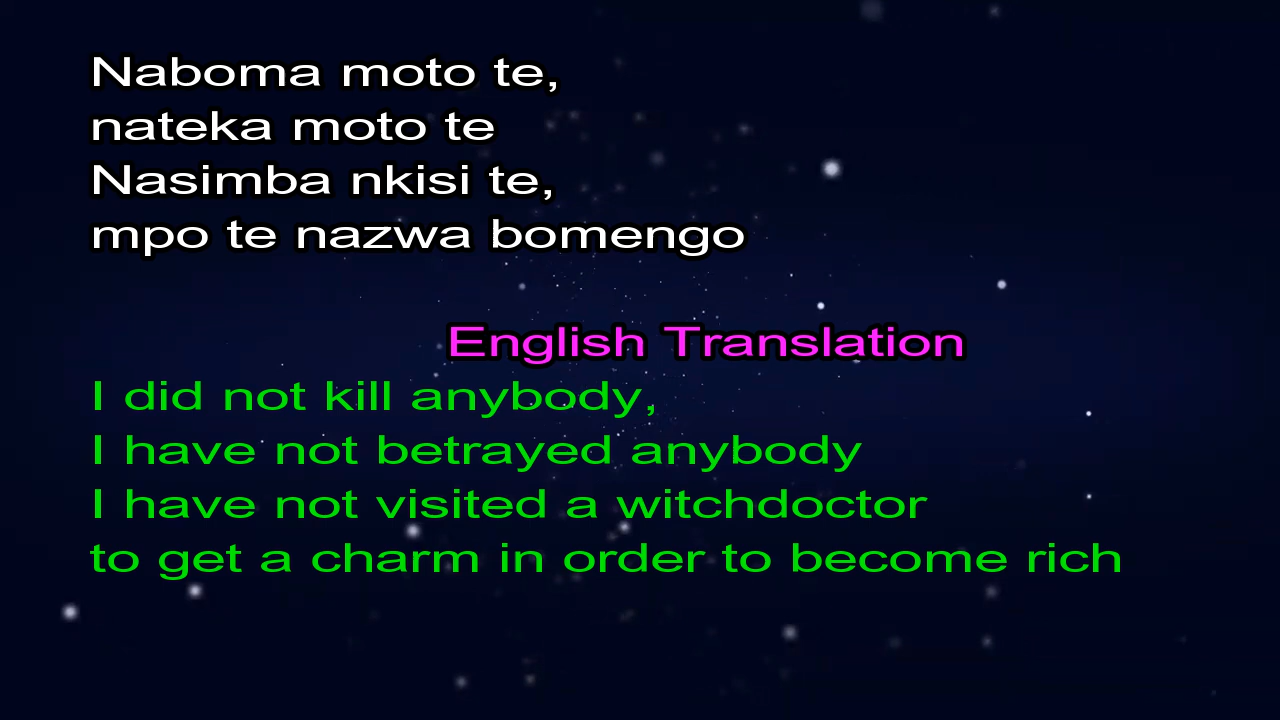 Naboma moto te,
nateka moto te
Nasimba nkisi te,
mpo te nazwa bomengo
English Translation
I did not kill anybody,
I have not betrayed anybody
I have not visited a witchdoctor
to get a charm in order to become rich